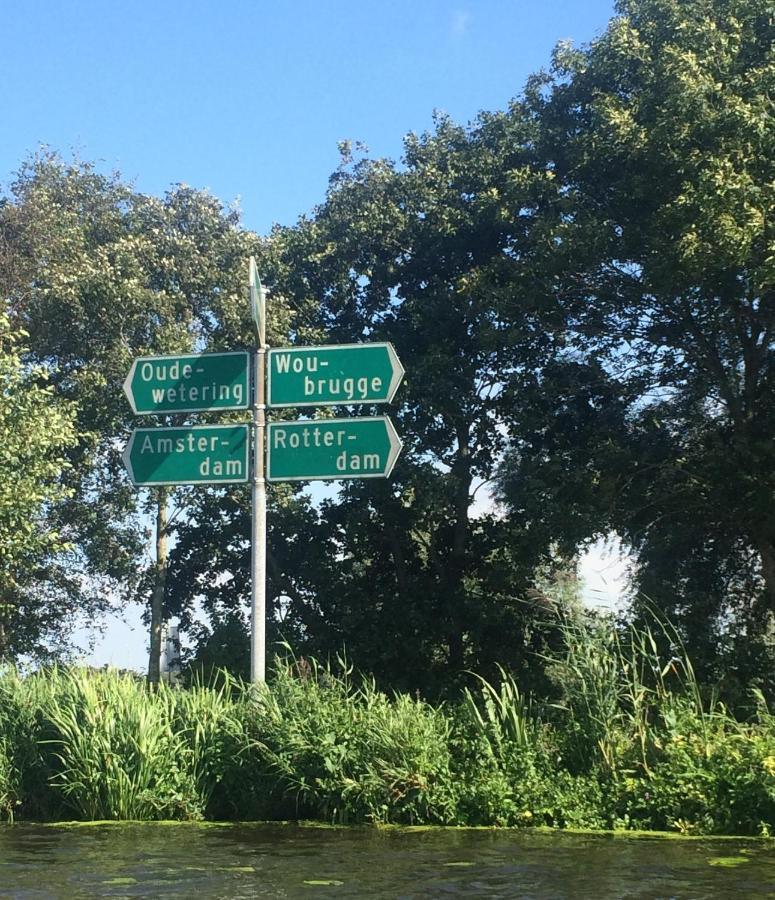 Oude-
wetering
Wou-
brugge
Amster-
dam
Rotter-
dam